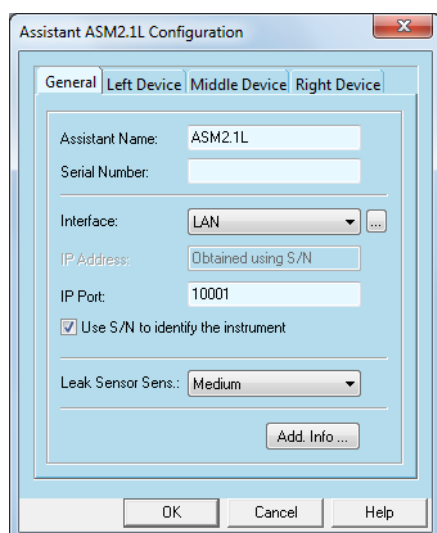 Assistant ASM2.1L Configuration
General Left Device Middle Device Right Device
Assistant Name: ASM2.1L
Serial Number:
Interface: LAN ...
IP Address: Obtained using S/N
IP Port: 10001
Use S/N to identify the instrument
Leak Sensor Sens.: Medium
Add. Info ...
OK Cancel Help